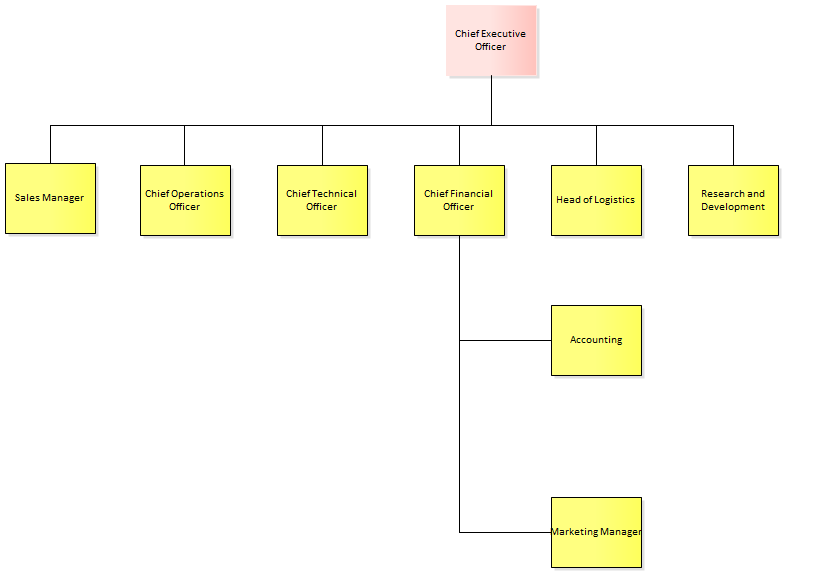 Chief Executive
Officer
Sales Manager
Chief Operations
Officer
Chief Technical
Officer
Chief Financial
Officer
Head of Logistics
Research and
Development
Accounting
Marketing Manager